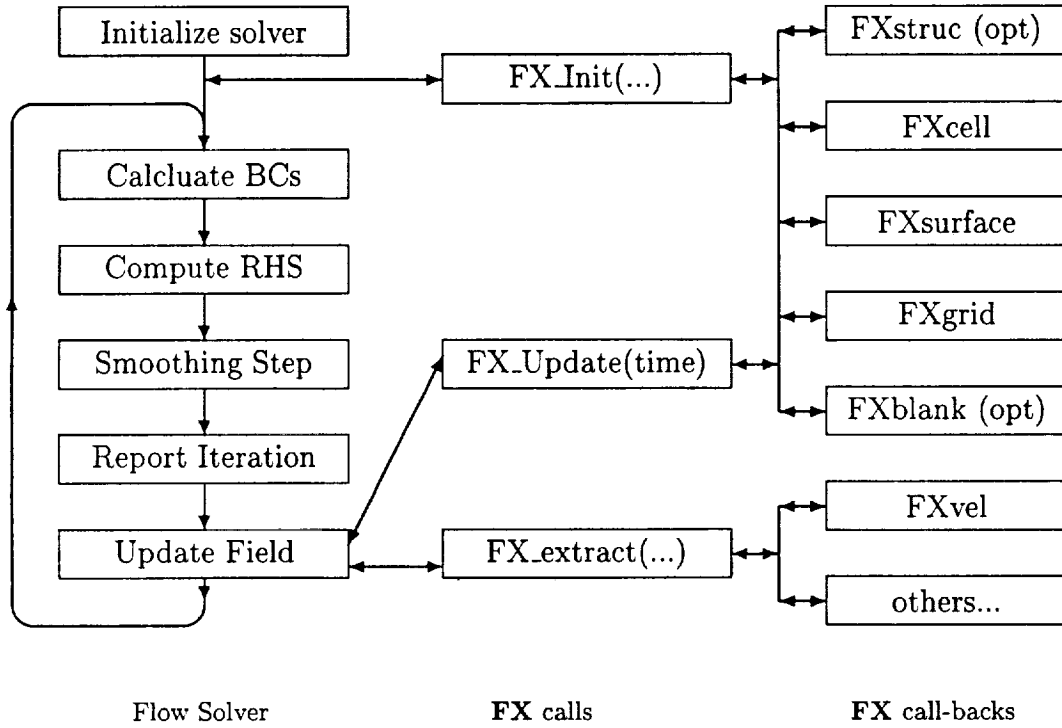 Initialize solver
Calcluate BCs
Compute RHS
Smoothing Step
Report Iteration
Update Field
Flow Solver
FX_Init(...)
FX_Update(time)
FX_extract(...)
FX calls
FXstruc (opt)
FXcell
FXsurface
FXgrid
FXblank (opt)
FXvel
others...
FX call-backs